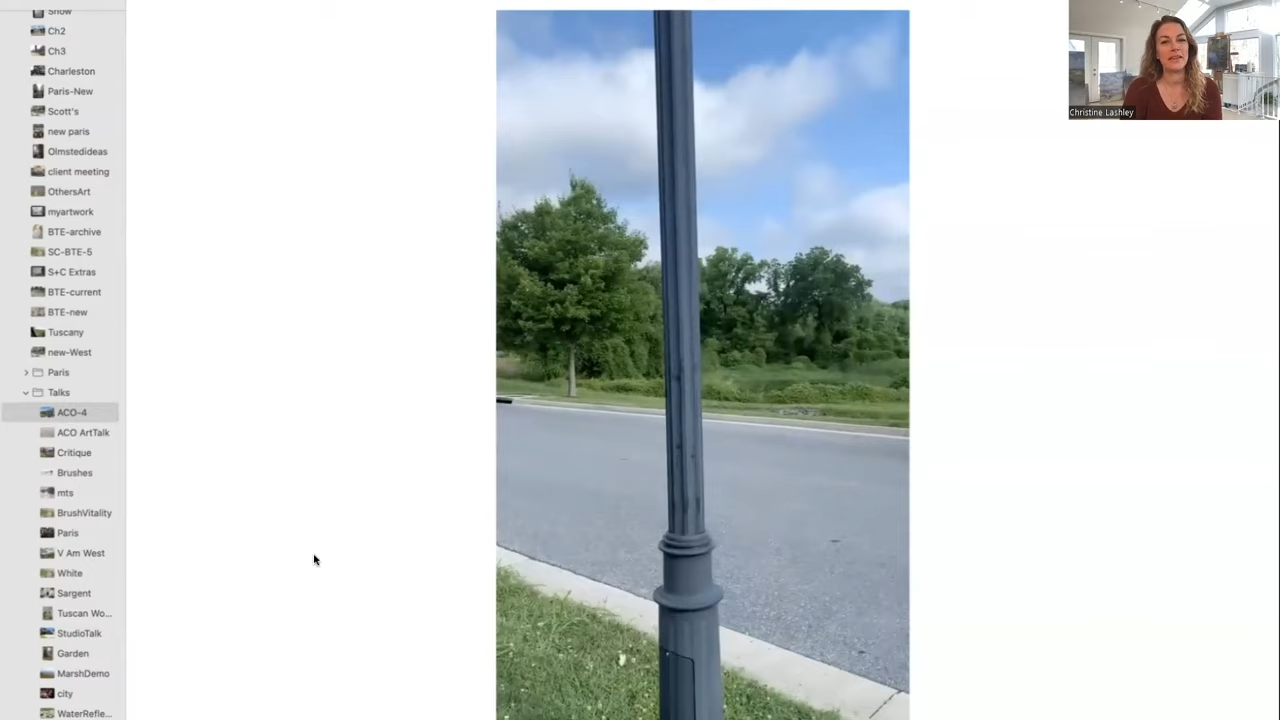 Show
Ch2
Ch3
Charleston
Paris-New
Scott's
new paris
Olmstedideas
client meeting
OthersArt
myartwork
BTE-archive
SC-BTE-5
S+C Extras
BTE-current
BTE-new
Tuscany
new-West
Paris
Talks
ACO-4
ACO ArtTalk
Critique
Brushes
mts
BrushVitality
Paris
V Am West
White
Sargent
Tuscan Wo...
StudioTalk
Garden
MarshDemo
city
WaterRefle...
Christine Lashley